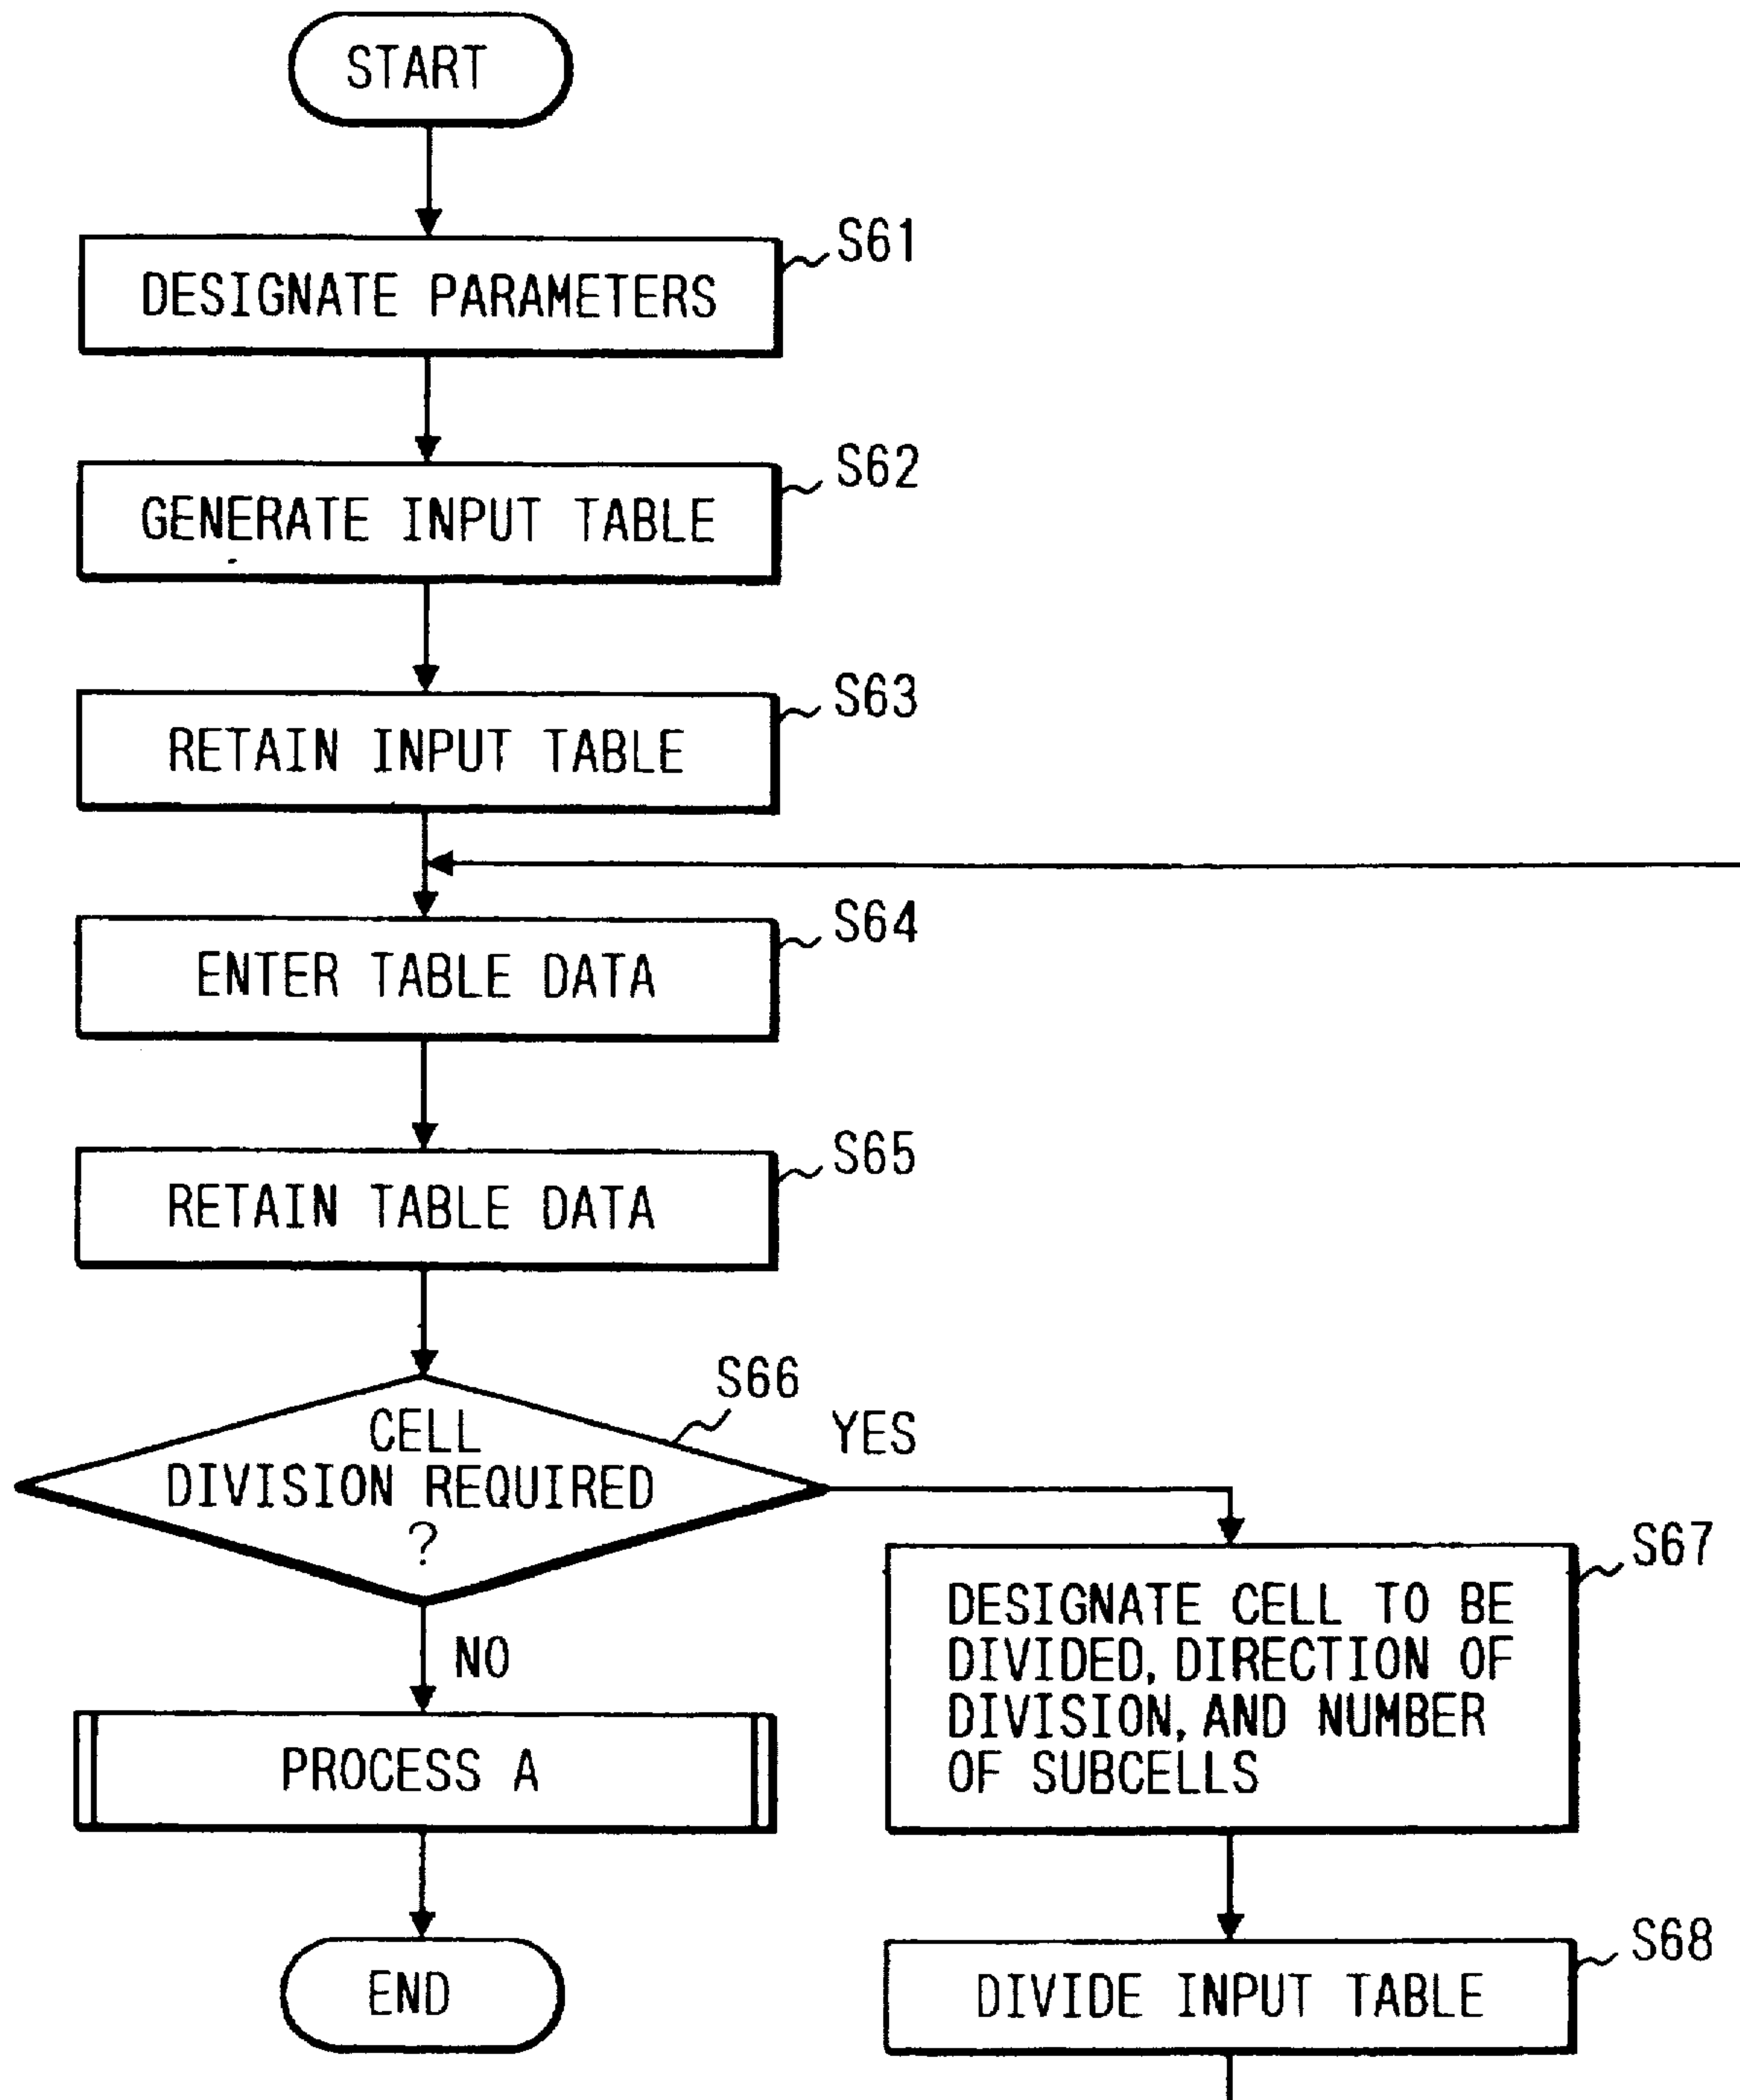 START
S61
DESIGNATE PARAMETERS
S62
GENERATE INPUT TABLE
S63
RETAIN INPUT TABLE
S64
ENTER TABLE DATA
S65
RETAIN TABLE DATA
S66
CELL
DIVISION REQUIRED
?
YES
NO
S67
DESIGNATE CELL TO BE
DIVIDED, DIRECTION OF
DIVISION, AND NUMBER
OF SUBCELLS
PROCESS A
S68
DIVIDE INPUT TABLE
END